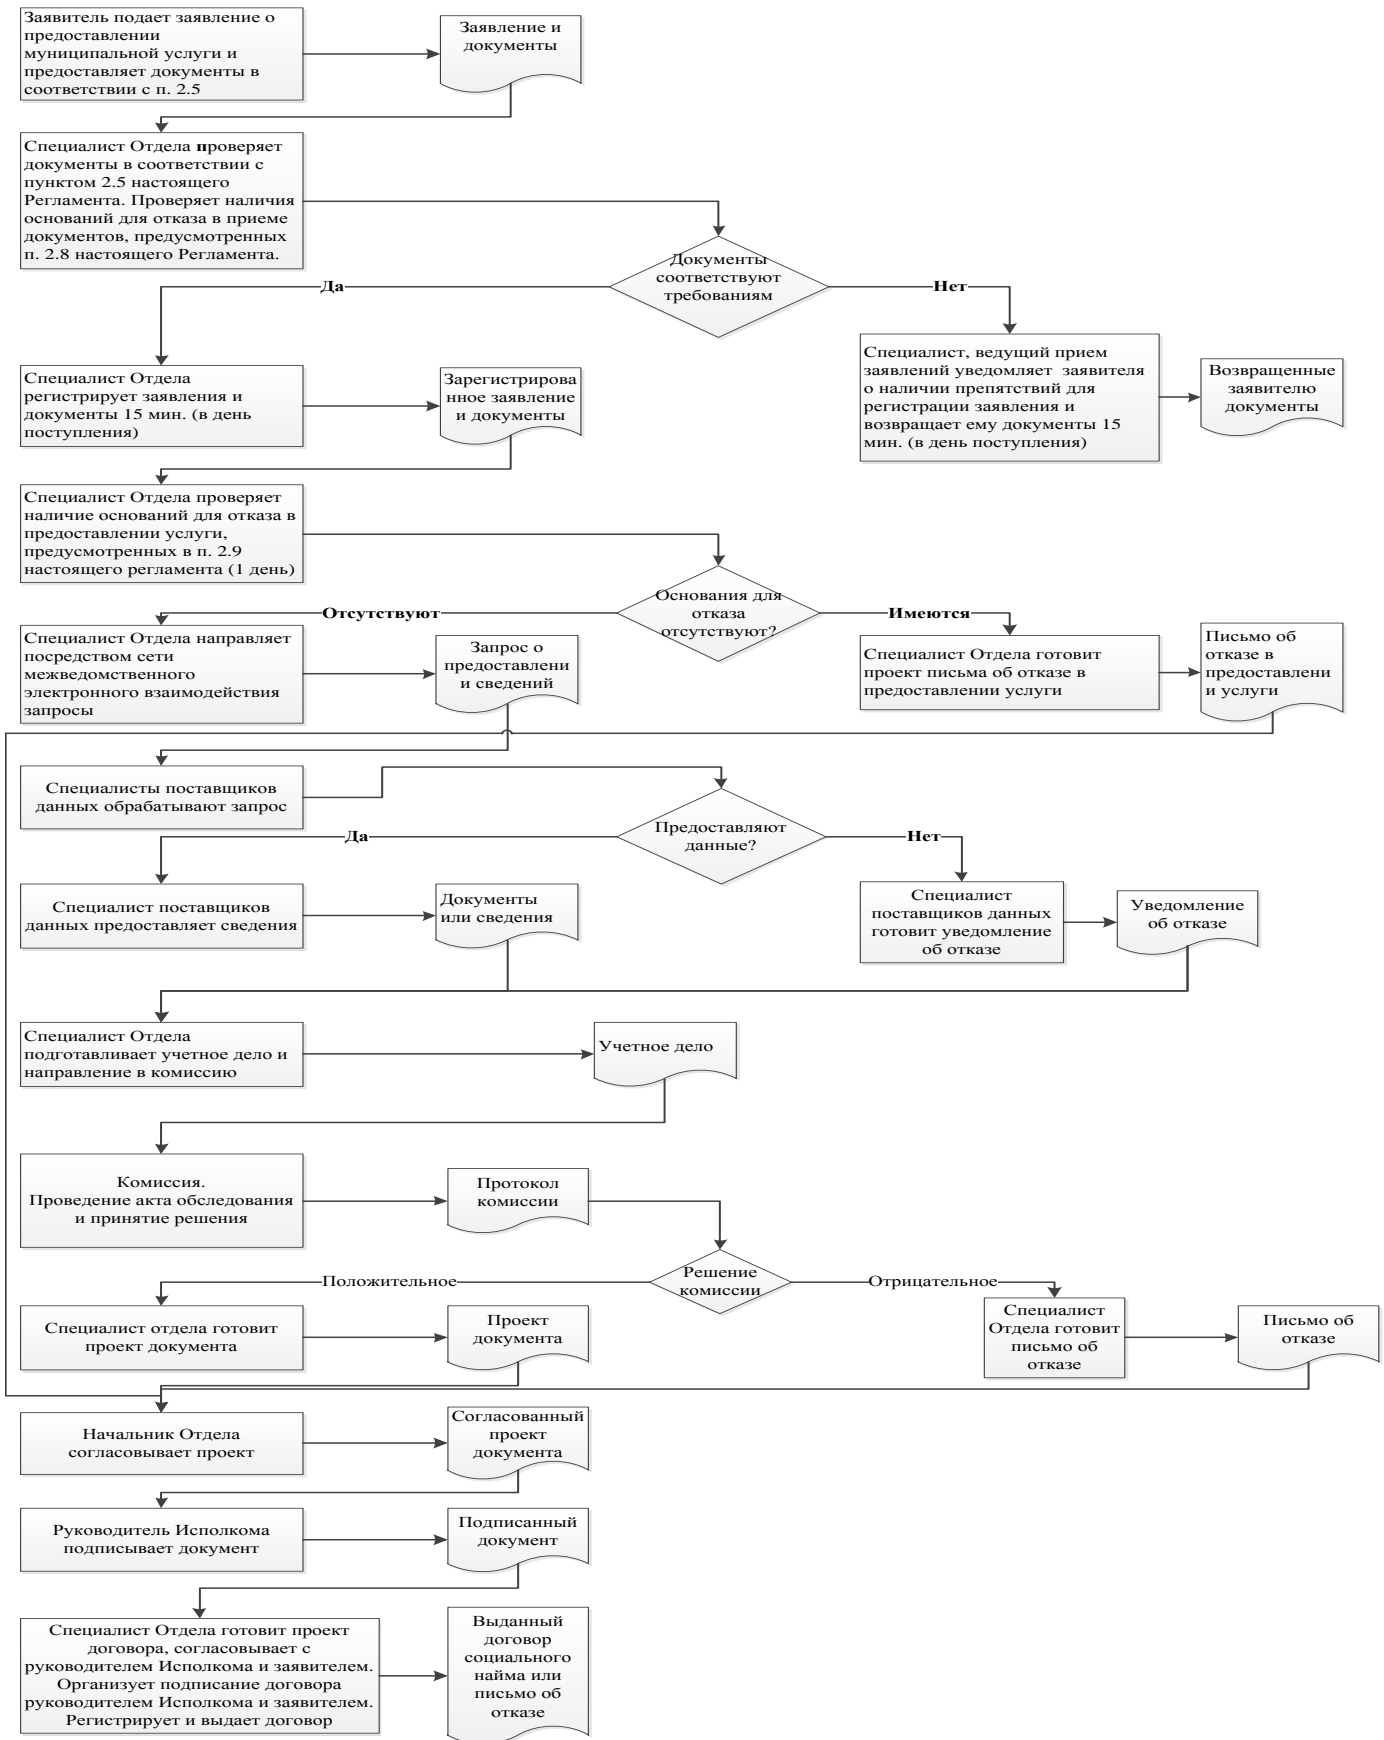 Заявитель подает заявление о
предоставлении
муниципальной услуги и
предоставляет документы в
соответствии с п. 2.5
Заявление и
документы
Специалист Отдела проверяет
документы в соответствии с
пунктом 2.5 настоящего
Регламента. Проверяет наличия
оснований для отказа в приеме
документов, предусмотренных
п. 2.8 настоящего Регламента.
Документы
соответствуют
требованиям
Да
Нет
Специалист Отдела
регистрирует заявления и
документы 15 мин. (в день
поступления)
Зарегистрирова
нное заявление
и документы
Специалист, ведущий прием
заявлений уведомляет заявителя
о наличии препятствий для
регистрации заявления и
возвращает ему документы 15
мин. (в день поступления)
Возвращенные
заявителю
документы
Специалист Отдела проверяет
наличие оснований для отказа в
предоставлении услуги,
предусмотренных в п. 2.9
настоящего регламента (1 день)
Основания для
отказа
отсутствуют?
Отсутствуют
Имеются
Специалист Отдела направляет
посредством сети
межведомственного
электронного взаимодействия
запросы
Запрос о
предоставлени
и сведений
Специалист Отдела готовит
проект письма об отказе в
предоставлении услуги
Письмо об
отказе в
предоставлени
и услуги
Специалисты поставщиков
данных обрабатывают запрос
Предоставляют
данные?
Да
Нет
Специалист поставщиков
данных предоставляет сведения
Документы
или сведения
Специалист
поставщиков данных
готовит уведомление
об отказе
Уведомление
об отказе
Специалист Отдела
подготавливает учетное дело и
направление в комиссию
Учетное дело
Комиссия.
Проведение акта обследования
и принятие решения
Протокол
комиссии
Решение
комиссии
Положительное
Отрицательное
Специалист отдела готовит
проект документа
Проект
документа
Специалист
Отдела готовит
письмо об
отказе
Письмо об
отказе
Начальник Отдела
согласовывает проект
Согласованный
проект
документа
Руководитель Исполкома
подписывает документ
Подписанный
документ
Специалист Отдела готовит проект
договора, согласовывает с
руководителем Исполкома и заявителем.
Организует подписание договора
руководителем Исполкома и заявителем.
Регистрирует и выдает договор
Выданный
договор
социального
найма или
письмо об
отказе